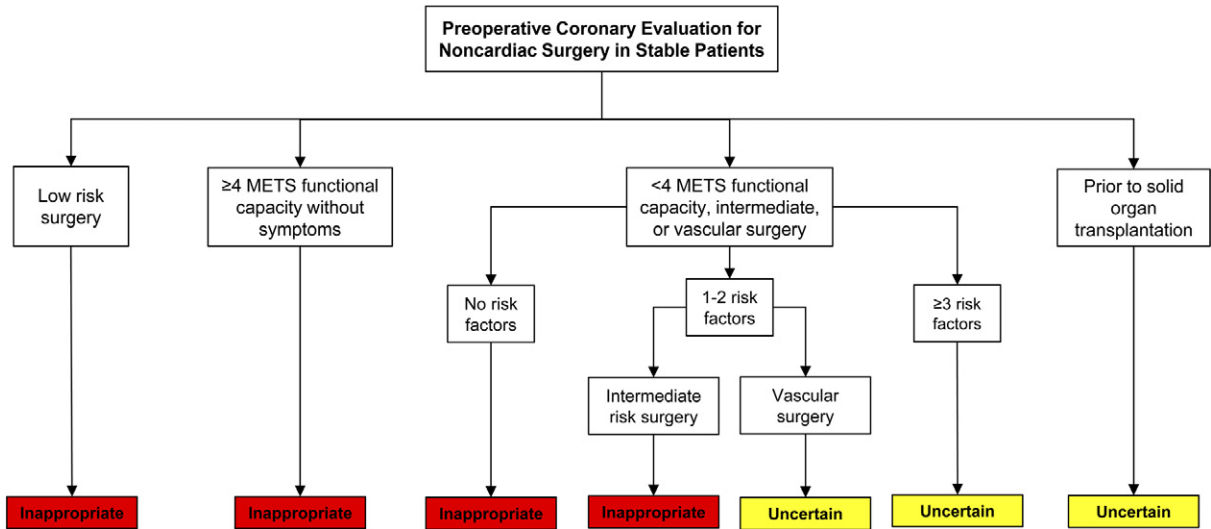 Preoperative Coronary Evaluation for
Noncardiac Surgery in Stable Patients
Low risk
surgery
≥4 METS functional
capacity without
symptoms
<4 METS functional
capacity, intermediate,
or vascular surgery
Prior to solid
organ
transplantation
No risk
factors
1-2 risk
factors
≥3 risk
factors
Intermediate
risk surgery
Vascular
surgery
Inappropriate
Inappropriate
Inappropriate
Inappropriate
Uncertain
Uncertain
Uncertain